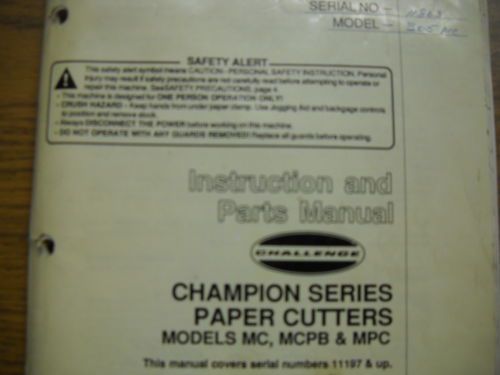 SERIAL NO-
MODEL - 305 MC
SAFETY ALERT
This safety alert symbol means CAUTION - PERSONAL SAFETY INSTRUCTION. Personal
injury may result if safety precautions are not carefully read before attempting to operate or
repair this machine. See SAFETY PRECAUTIONS, page 4.
• This machine is designed for ONE PERSON OPERATION ONLY!
- CRUSH HAZARD - Keep hands from under paper clamp. Use Jogging Aid and backgage controls
to position and remove stock.
• Always DISCONNECT THE POWER before working on this machine.
- DO NOT OPERATE WITH ANY GUARDS REMOVED! Replace all guards before operating.
Instruction and
Parts Manual
CHALLENGE
CHAMPION SERIES
PAPER CUTTERS
MODELS MC, MCPB & MPC
This manual covers serial numbers 11197 & up.